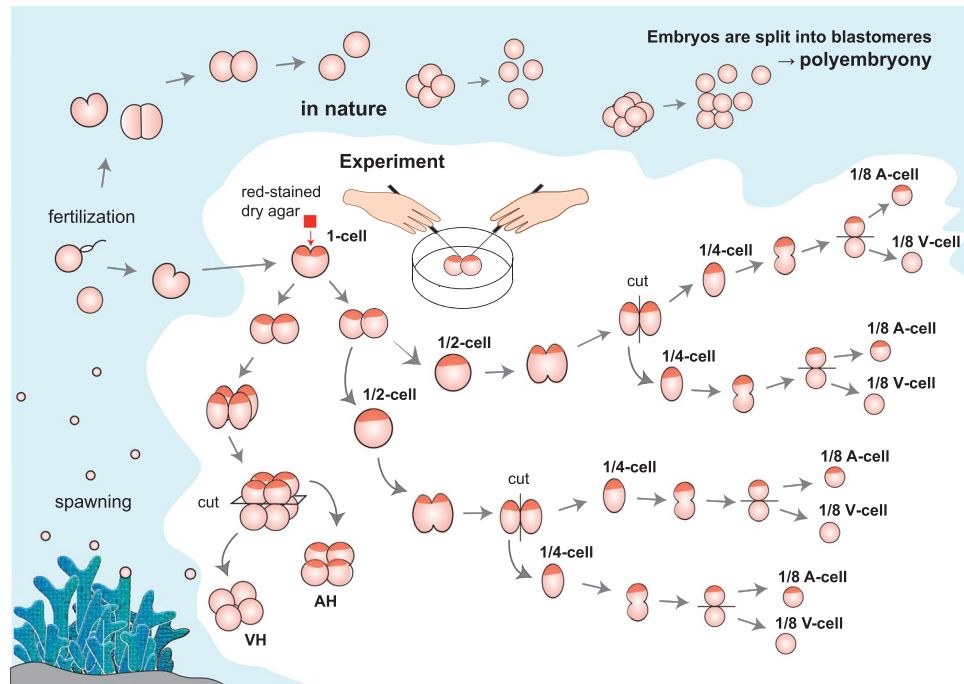 Embryos are split into blastomeres
→ polyembryony
in nature
Experiment
red-stained
dry agar
1-cell
fertilization
spawning
cut
VH
AH
1/2-cell
1/2-cell
cut
1/4-cell
1/8 A-cell
1/8 V-cell
1/4-cell
1/8 A-cell
1/8 V-cell
cut
1/4-cell
1/8 A-cell
1/8 V-cell
1/4-cell
1/8 A-cell
1/8 V-cell